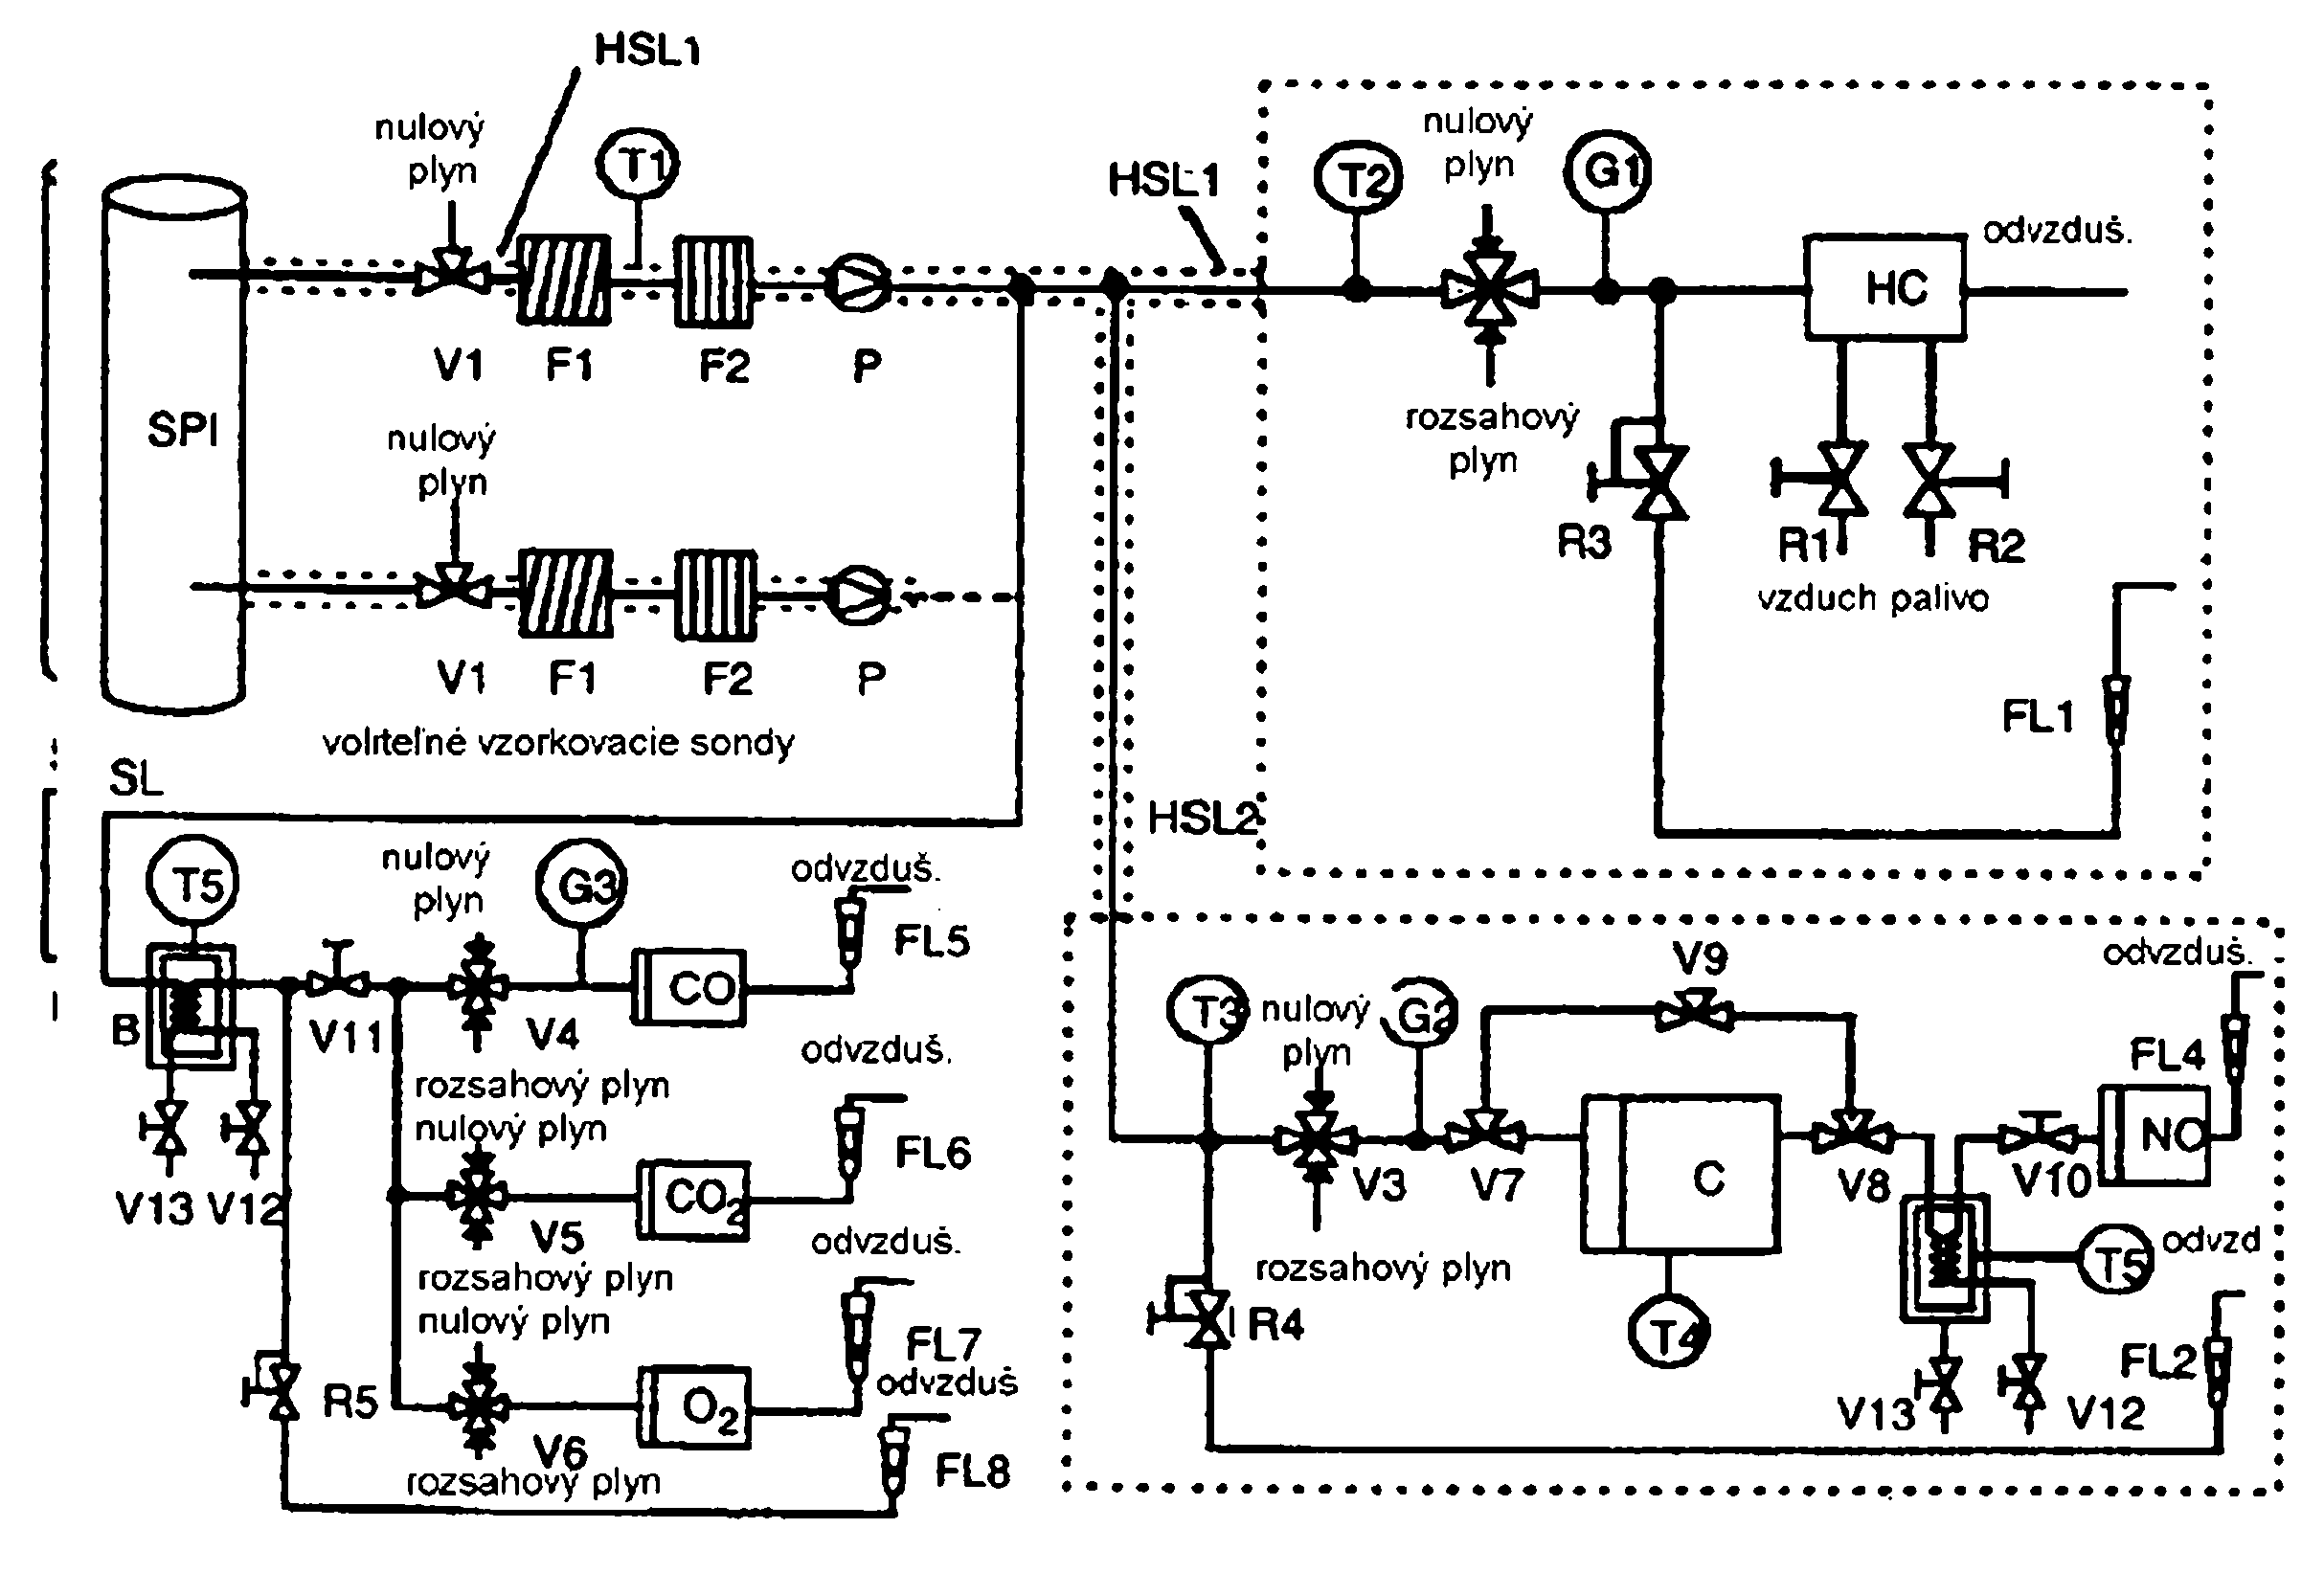 HSL1
nulový
plyn
T1
V1
F1
F2
P
SPI
nulový
plyn
V1
F1
F2
P
voliteľné vzorkovacie sondy
SL
HSL1
T2
nulový
plyn
G1
HC
odvzduš.
rozsahový
plyn
R3
R1
R2
vzduch palivo
FL1
HSL2
T5
nulový
plyn
G3
odvzduš.
FL5
CO
B
V11
V4
rozsahový plyn
nulový plyn
odvzduš.
FL6
CO2
V13
V12
V5
rozsahový plyn
nulový plyn
odvzduš.
FL7
odvzduš
O2
R5
V6
rozsahový plyn
FL8
T3
nulový
plyn
G2
V9
odvzduš.
FL4
NO
V3
V7
C
V8
V10
rozsahový plyn
T5
odvzd
R4
T4
FL2
V13
V12